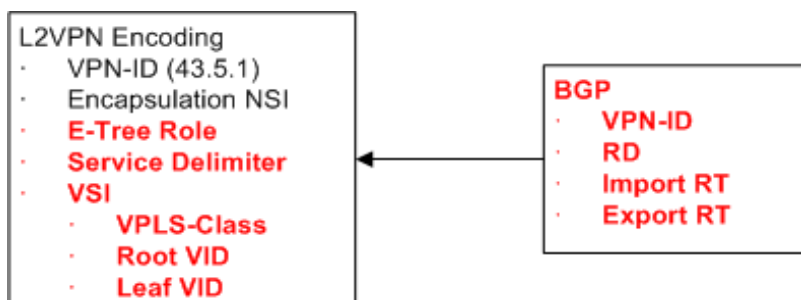 L2VPN Encoding
· VPN-ID (43.5.1)
· Encapsulation NSI
· E-Tree Role
· Service Delimiter
· VSI
· VPLS-Class
· Root VID
· Leaf VID
BGP
· VPN-ID
· RD
· Import RT
· Export RT